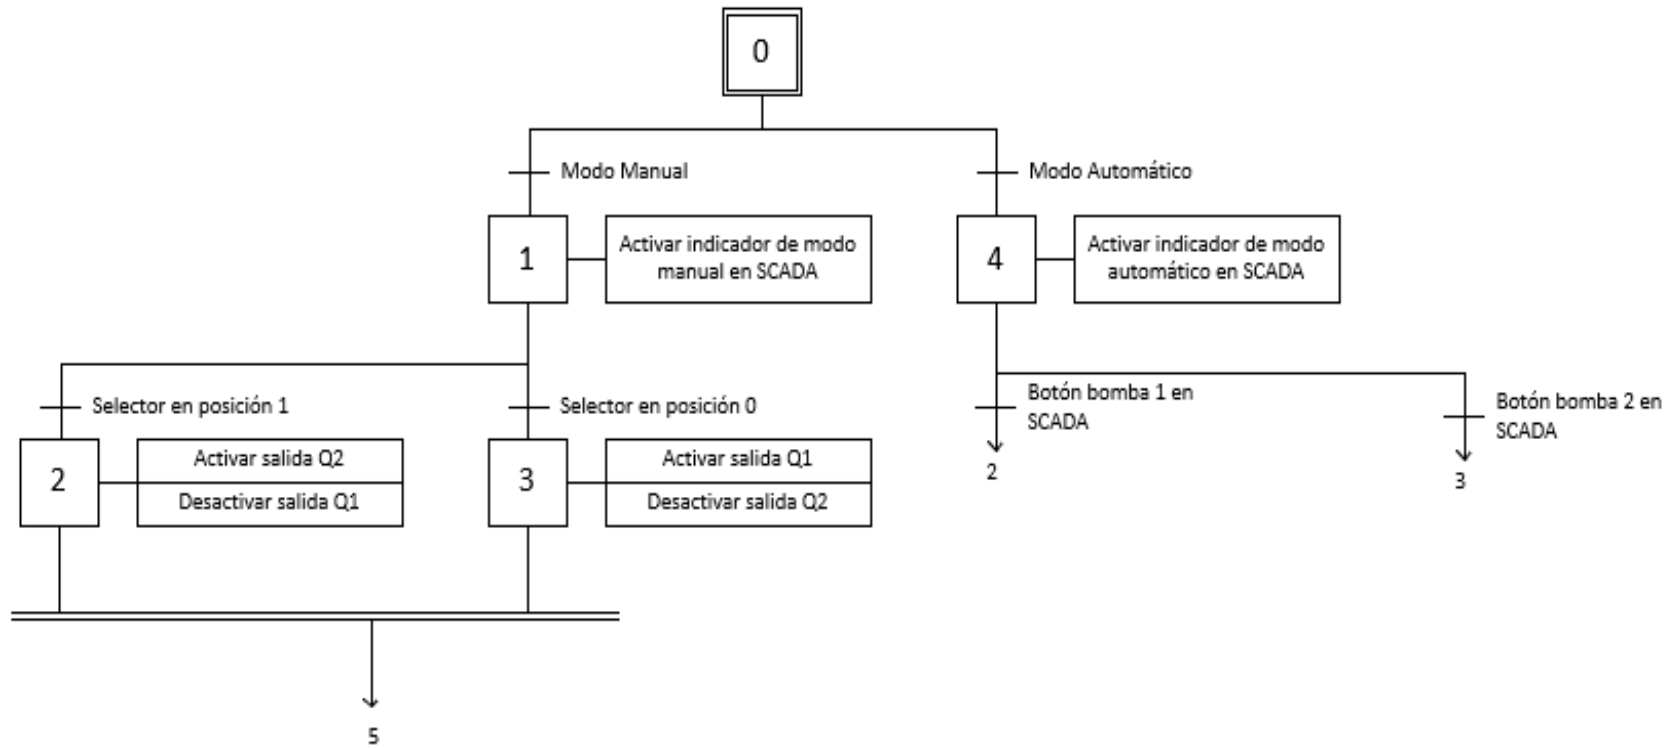 0
Modo Manual
Modo Automático
1
Activar indicador de modo
manual en SCADA
4
Activar indicador de modo
automático en SCADA
Selector en posición 1
Selector en posición 0
Botón bomba 1 en
SCADA
Botón bomba 2 en
SCADA
2
Activar salida Q2
Desactivar salida Q1
3
Activar salida Q1
Desactivar salida Q2
2
3
5